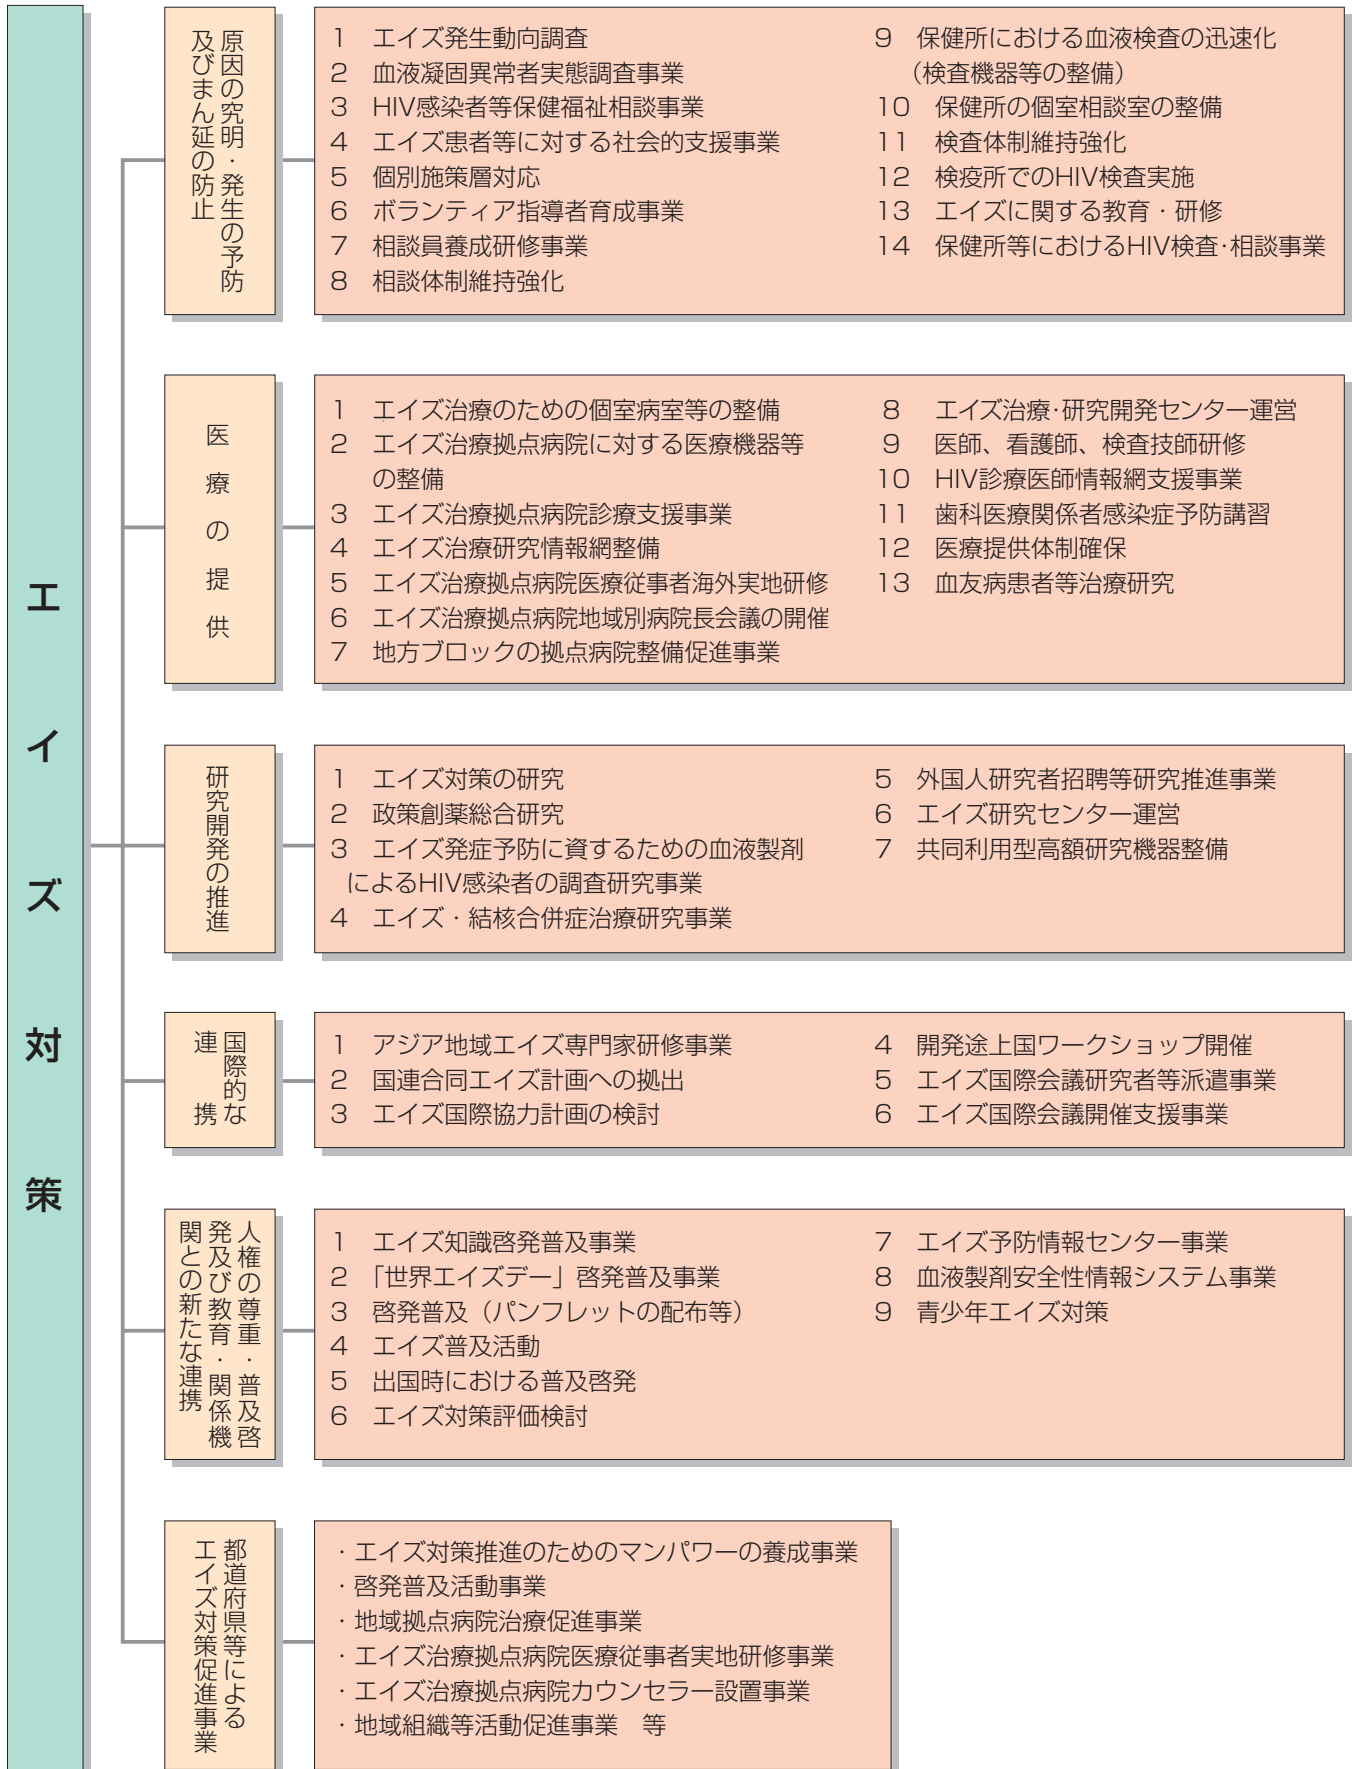 エイズ対策
原因の究明・発生の予防
及びまん延の防止
1 エイズ発生動向調査
2 血液凝固異常者実態調査事業
3 HIV感染者等保健福祉相談事業
4 エイズ患者等に対する社会的支援事業
5 個別施策層対応
6 ボランティア指導者育成事業
7 相談員養成研修事業
8 相談体制維持強化
9 保健所における血液検査の迅速化
（検査機器等の整備）
10 保健所の個室相談室の整備
11 検査体制維持強化
12 検疫所でのHIV検査実施
13 エイズに関する教育・研修
14 保健所等におけるHIV検査・相談事業
医療の提供
1 エイズ治療のための個室病室等の整備
2 エイズ治療拠点病院に対する医療機器等
の整備
3 エイズ治療拠点病院診療支援事業
4 エイズ治療研究情報網整備
5 エイズ治療拠点病院医療従事者海外実地研修
6 エイズ治療拠点病院地域別病院長会議の開催
7 地方ブロックの拠点病院整備促進事業
8 エイズ治療・研究開発センター運営
9 医師、看護師、検査技師研修
10 HIV診療医師情報網支援事業
11 歯科医療関係者感染症予防講習
12 医療提供体制確保
13 血友病患者等治療研究
研究開発の推進
1 エイズ対策の研究
2 政策創薬総合研究
3 エイズ発症予防に資するための血液製剤
によるHIV感染者の調査研究事業
4 エイズ・結核合併症治療研究事業
5 外国人研究者招聘等研究推進事業
6 エイズ研究センター運営
7 共同利用型高額研究機器整備
国際的な
連携
1 アジア地域エイズ専門家研修事業
2 国連合同エイズ計画への拠出
3 エイズ国際協力計画の検討
4 開発途上国ワークショップ開催
5 エイズ国際会議研究者等派遣事業
6 エイズ国際会議開催支援事業
人権の尊重・普及啓
発及び教育・関係機
関との新たな連携
1 エイズ知識啓発普及事業
2 「世界エイズデー」啓発普及事業
3 啓発普及（パンフレットの配布等）
4 エイズ普及活動
5 出国時における普及啓発
6 エイズ対策評価検討
7 エイズ予防情報センター事業
8 血液製剤安全性情報システム事業
9 青少年エイズ対策
都道府県等による
エイズ対策促進事業
・エイズ対策推進のためのマンパワーの養成事業
・啓発普及活動事業
・地域拠点病院治療促進事業
・エイズ治療拠点病院医療従事者実地研修事業
・エイズ治療拠点病院カウンセラー設置事業
・地域組織等活動促進事業 等